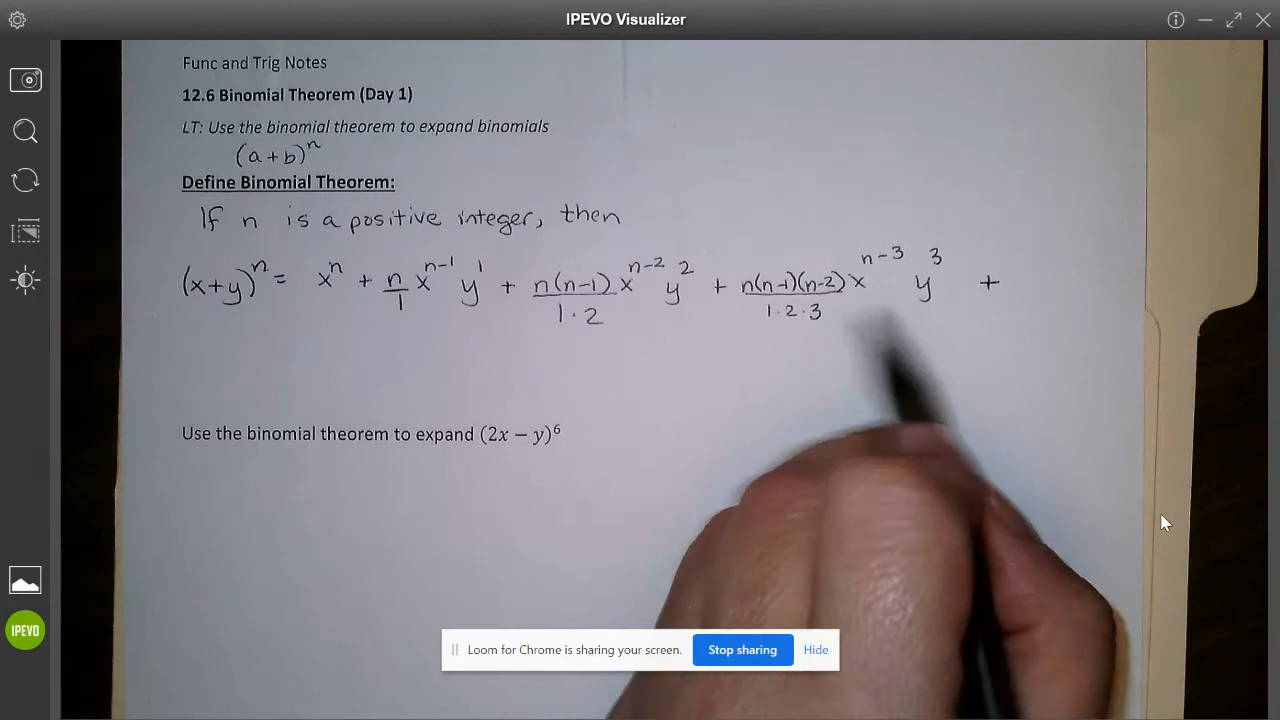 IPEVO Visualizer
Func and Trig Notes
12.6 Binomial Theorem (Day 1)
LT: Use the binomial theorem to expand binomials
(a+b)^n
Define Binomial Theorem:
If n is a positive integer, then
(x+y)^n = x^n + n/1 x^{n-1} y^1 + n(n-1)/1·2 x^{n-2} y^2 + n(n-1)(n-2)/1·2·3 x^{n-3} y^3 +
Use the binomial theorem to expand (2x − y)⁶
IPEVO
Loom for Chrome is sharing your screen. Stop sharing Hide